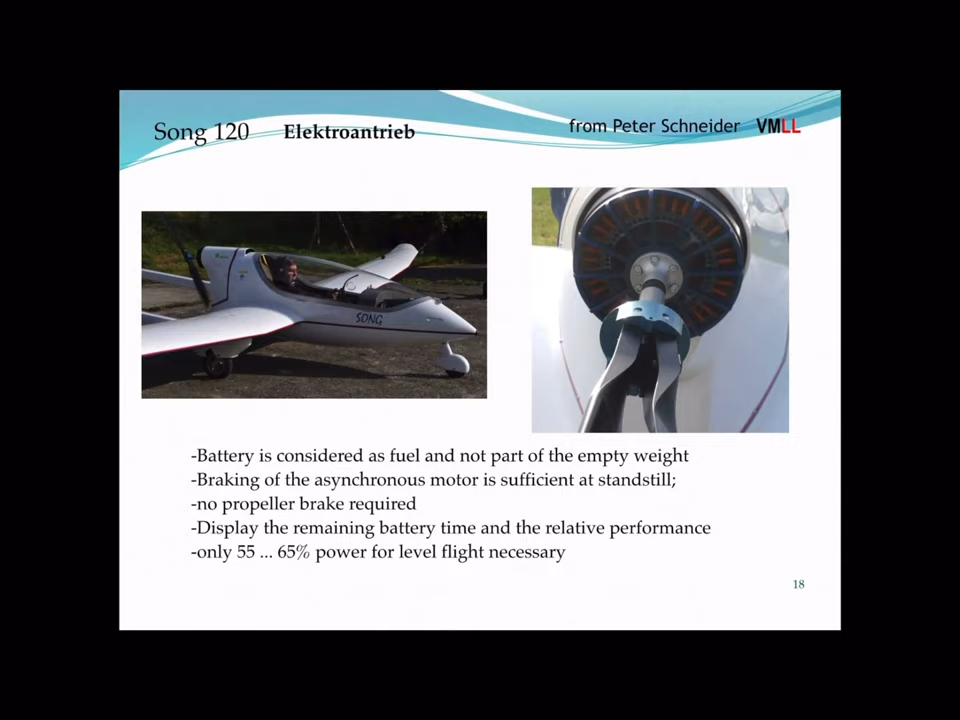 Song 120 Elektroantrieb from Peter Schneider VMLL
SONG
-Battery is considered as fuel and not part of the empty weight
-Braking of the asynchronous motor is sufficient at standstill;
-no propeller brake required
-Display the remaining battery time and the relative performance
-only 55 ... 65% power for level flight necessary
18